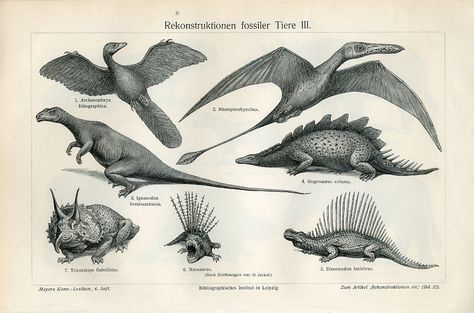 Rekonstruktionen fossiler Tiere III.
1. Archaeopteryx
lithographica.
2. Rhamphorhynchus.
3. Iguanodon
bernissartensis.
4. Stegosaurus
5. Dimetrodon incisivus.
6. Naosaurus.
(Nach Zeichnungen von O. Jaekel.)
7. Triceratops flabellatus.
Meyers Konv.-Lexikon, 6. Aufl.
Bibliographisches Institut in Leipzig.
Zum Artikel „Rekonstruktionen etc.“ (Bd. 21).